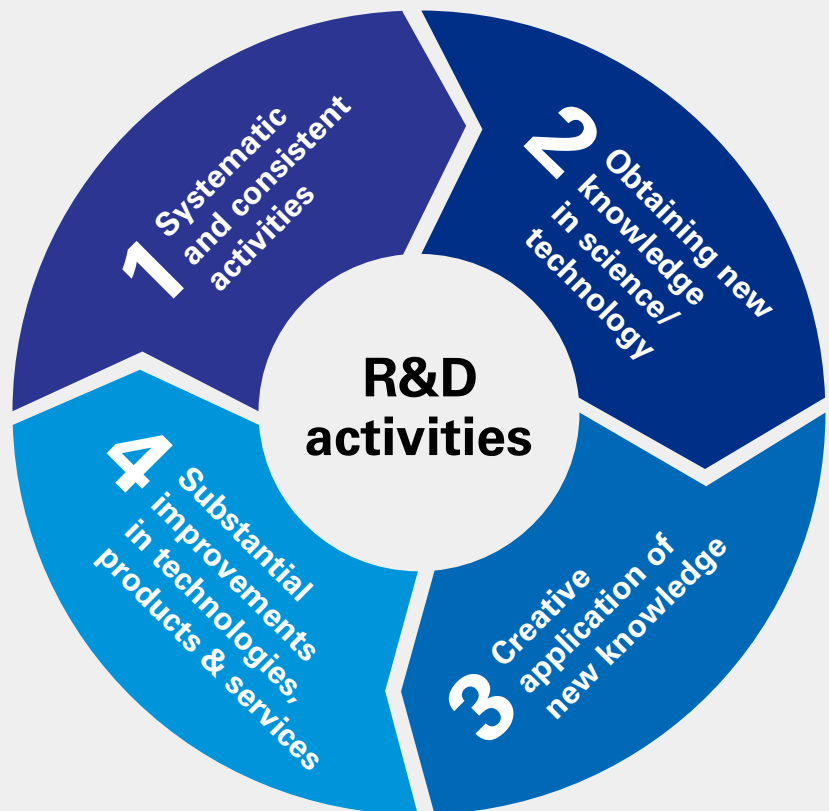 R&D
activities
1
Systematic
and consistent
activities
2
Obtaining new
knowledge
in science/
technology
3
Creative
application of
new knowledge
4
Substantial
improvements
in technologies,
products & services